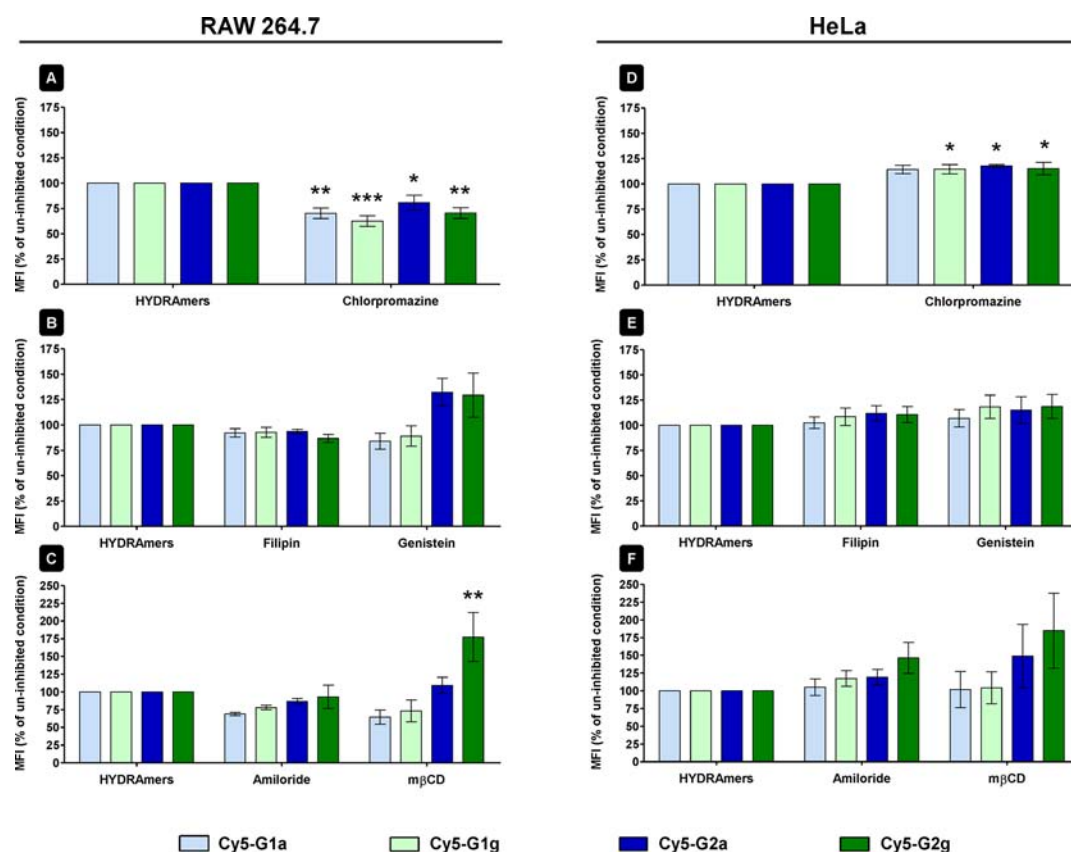 RAW 264.7
A
MFI (% of un-inhibited condition)
175
150
125
100
75
50
25
0
** *** * **
HYDRAmers Chlorpromazine
B
MFI (% of un-inhibited condition)
175
150
125
100
75
50
25
0
HYDRAmers Filipin Genistein
C
MFI (% of un-inhibited condition)
250
225
200
175
150
125
100
75
50
25
0
**
HYDRAmers Amiloride mβCD
HeLa
D
MFI (% of un-inhibited condition)
175
150
125
100
75
50
25
0
* * *
HYDRAmers Chlorpromazine
E
MFI (% of un-inhibited condition)
175
150
125
100
75
50
25
0
HYDRAmers Filipin Genistein
F
MFI (% of un-inhibited condition)
250
225
200
175
150
125
100
75
50
25
0
HYDRAmers Amiloride mβCD
Cy5-G1a Cy5-G1g Cy5-G2a Cy5-G2g